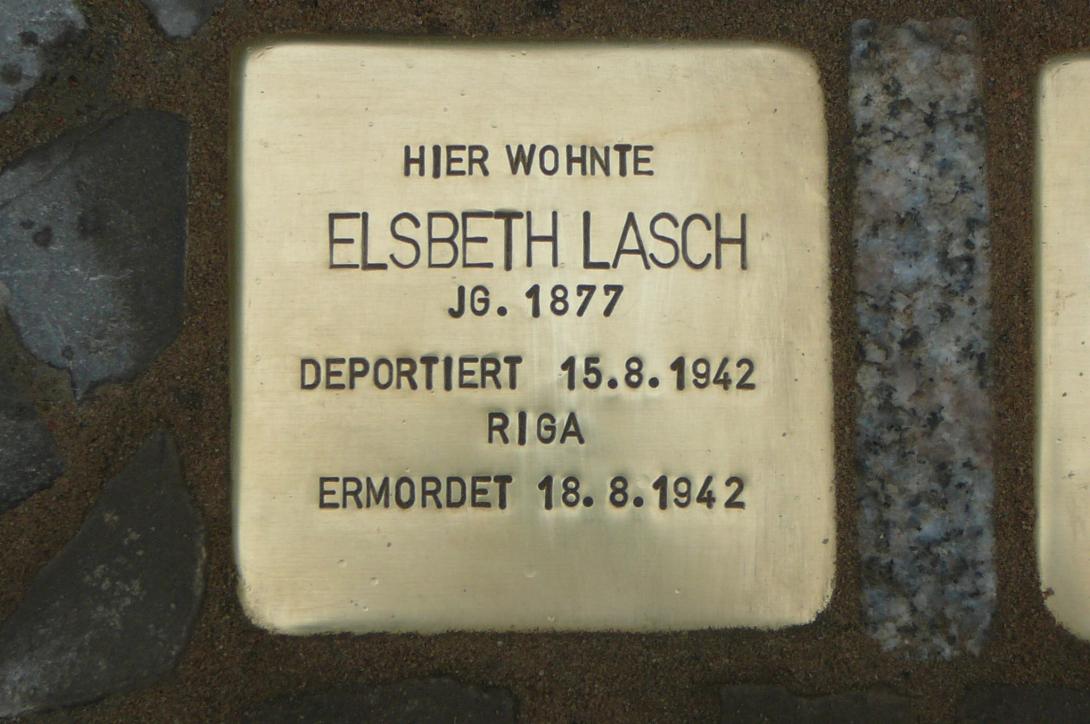 HIER WOHNTE
ELSBETH LASCH
JG. 1877
DEPORTIERT 15.8.1942
RIGA
ERMORDET 18.8.1942